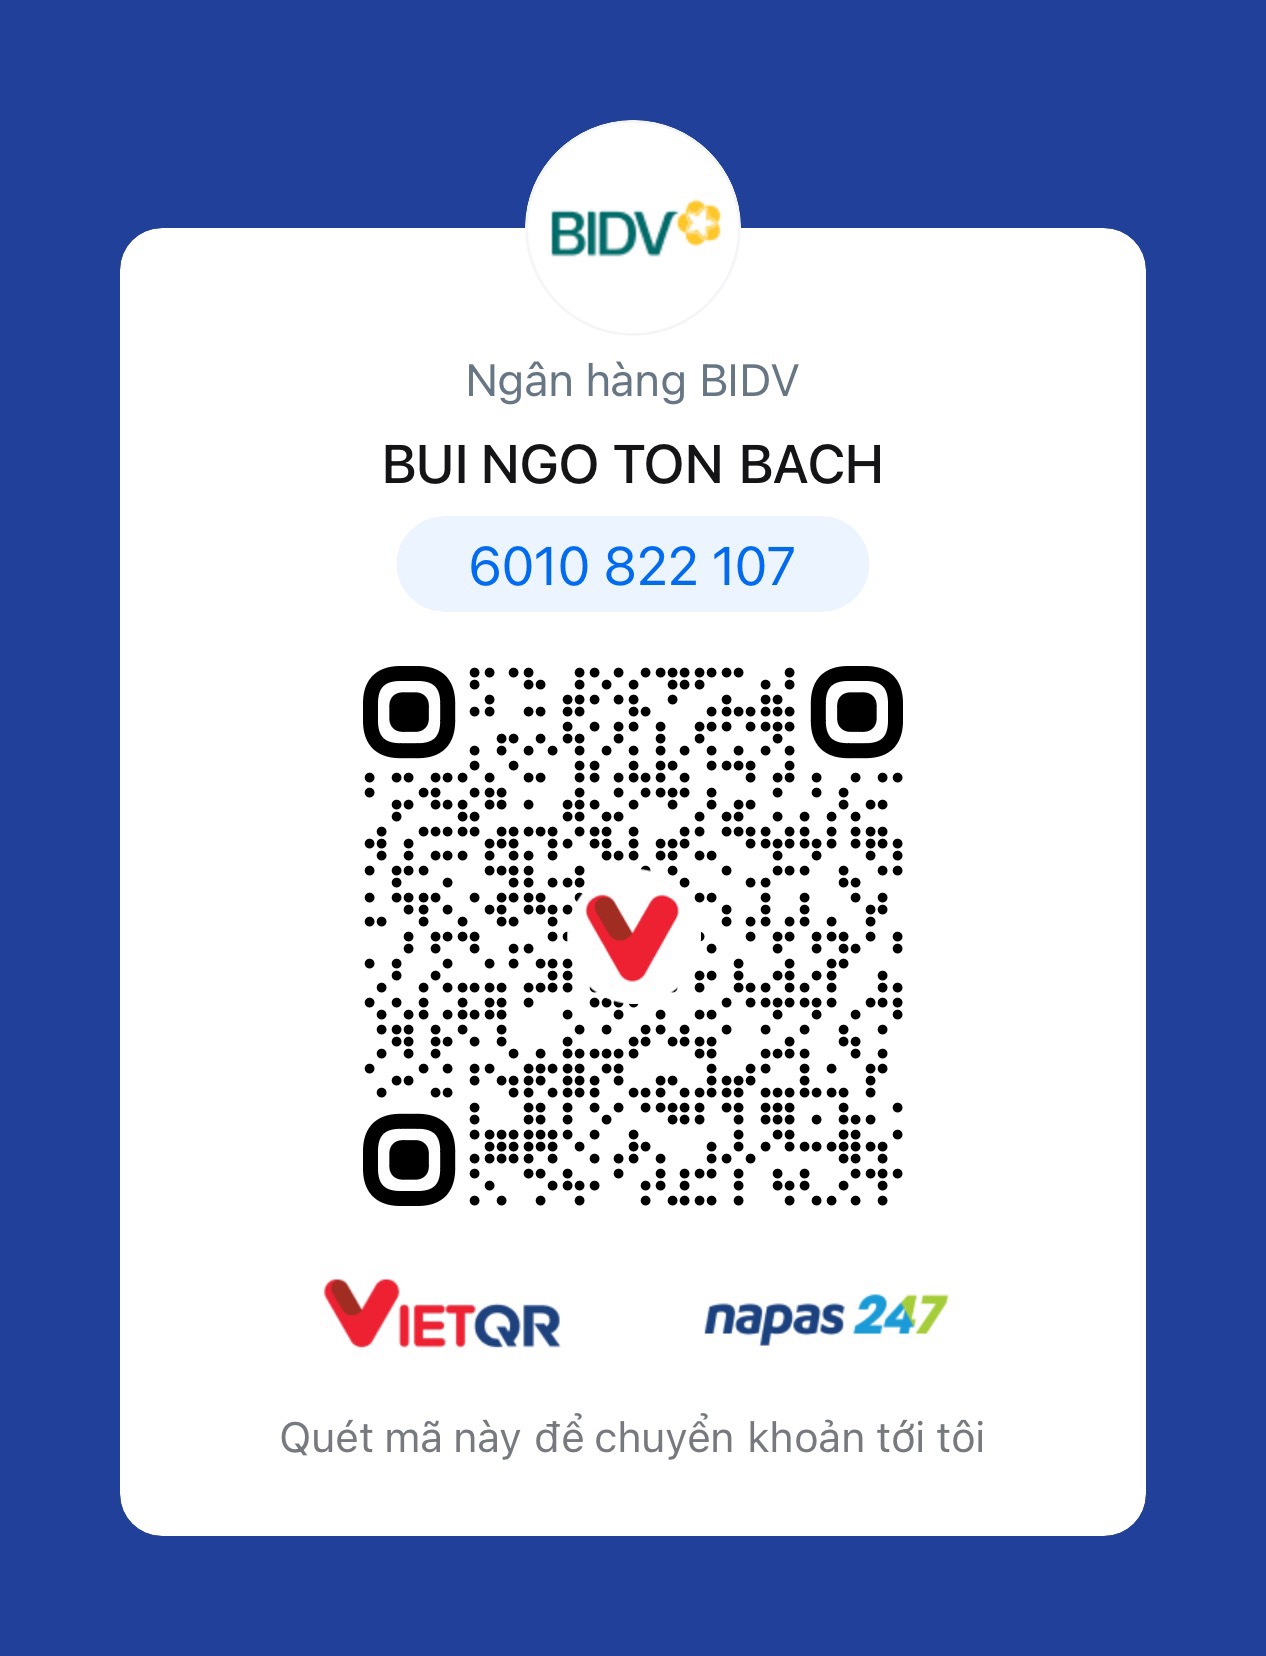 BIDV
Ngân hàng BIDV
BUI NGO TON BACH
6010 822 107
VIETQR
napas 247
Quét mã này để chuyển khoản tới tôi